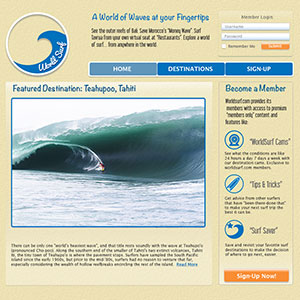 World Surf
A World of Waves at your Fingertips
See the outer reefs of Bali. Save Morocco's "Money Wave". Surf
Tavrua from your own virtual seat at "Restaurants". Explore a world
of surf... from anywhere in the world.
Member Login
Username
Password
Remember Me
SUBMIT
HOME
DESTINATIONS
SIGN-UP
Featured Destination: Teahupoo, Tahiti
There can be only one "world's heaviest wave", and that title now soundly with the wave at Teahupoo
(pronounced Cho-poo). Along the southern end of the smaller of Tahiti's two extinct volcanos, Tahiti
Iti, the tiny town of Teahupoo is where the pavement stops. Surfers have sampled the South Pacific
island since the early 1960s, but prior to the mid '80s, surfers had no reason to venture that far,
especially considering the wealth of hollow reefbreaks encircling the rest of the island. Read More
Become a Member
Worldsurf.com provides its
members with access to premium
"members only" content and
features like:
"WorldSurf Cams"
See what the conditions are like
24 hours a day 7 days a week with
our destination cams. Exclusive to
worldsurf.com members.
"Tips & Tricks"
Get advice from other surfers
that have "been there done that"
to make your next surf trip the
best it can be.
"Surf Saver"
Save and revisit your favorite surf
destinations to make the decision
of where to go next, easier.
Sign-Up Now!